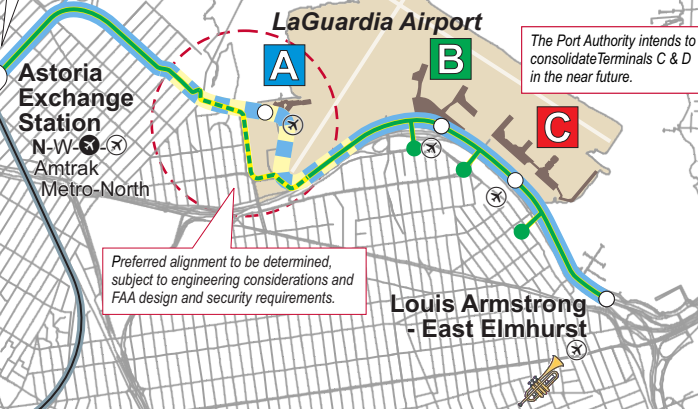 LaGuardia Airport
The Port Authority intends to
consolidateTerminals C & D
in the near future.
A
B
C
Astoria
Exchange
Station
N-W-
Amtrak
Metro-North
Preferred alignment to be determined,
subject to engineering considerations and
FAA design and security requirements.
Louis Armstrong
- East Elmhurst